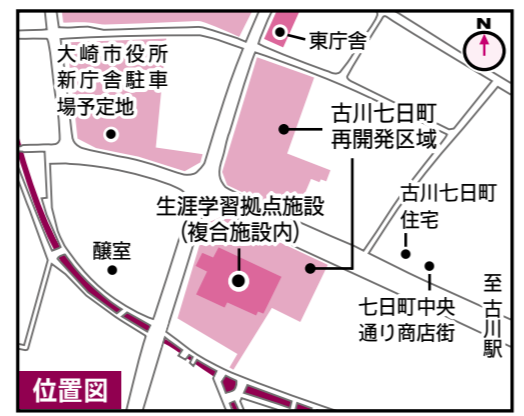 N
東庁舎
大崎市役所
新庁舎駐車
場予定地
古川七日町
再開発区域
生涯学習拠点施設
(複合施設内)
古川七日町
住宅
醸室
七日町中央
通り商店街
至古川駅
位置図